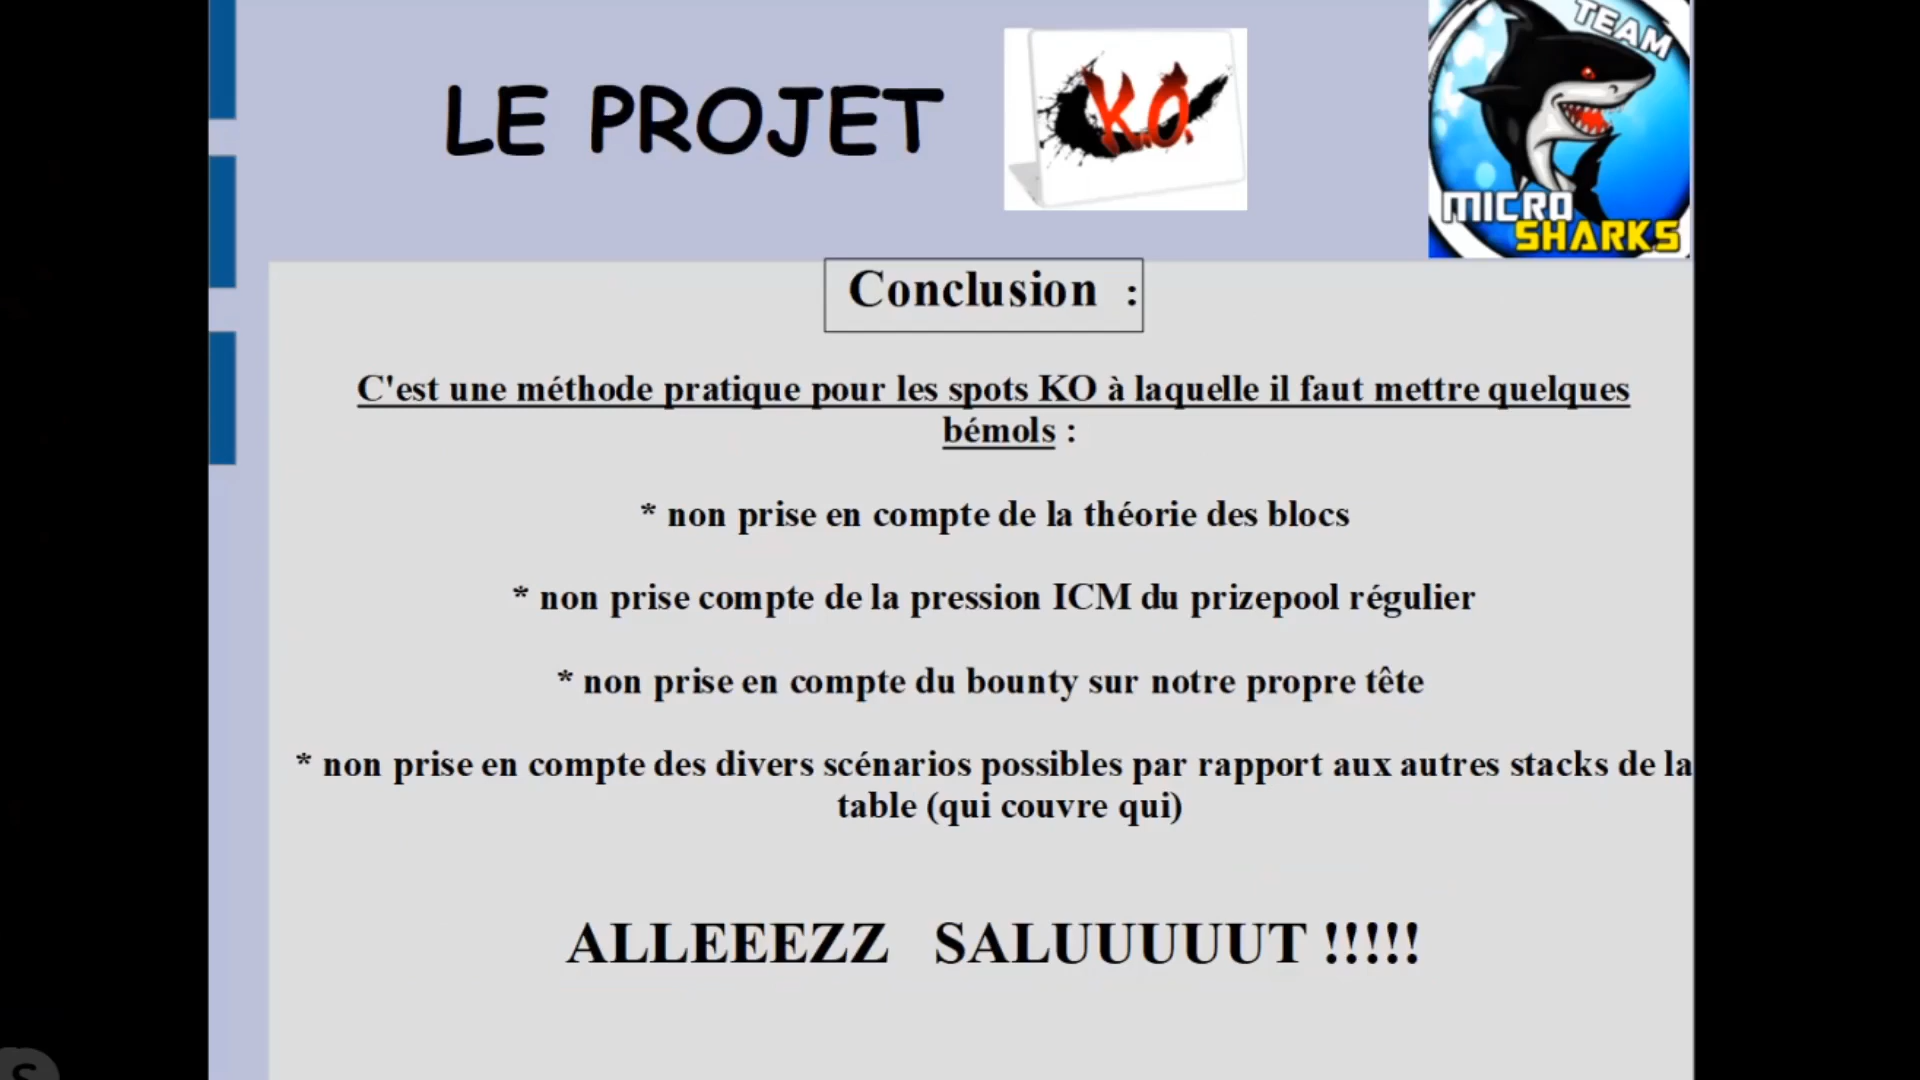 LE PROJET
K.O.
TEAM
MICRO
SHARKS
Conclusion :
C'est une méthode pratique pour les spots KO à laquelle il faut mettre quelques
bémols :
* non prise en compte de la théorie des blocs
* non prise compte de la pression ICM du prizepool régulier
* non prise en compte du bounty sur notre propre tête
* non prise en compte des divers scénarios possibles par rapport aux autres stacks de la
table (qui couvre qui)
ALLEEEZZ SALUUUUUT !!!!!
S